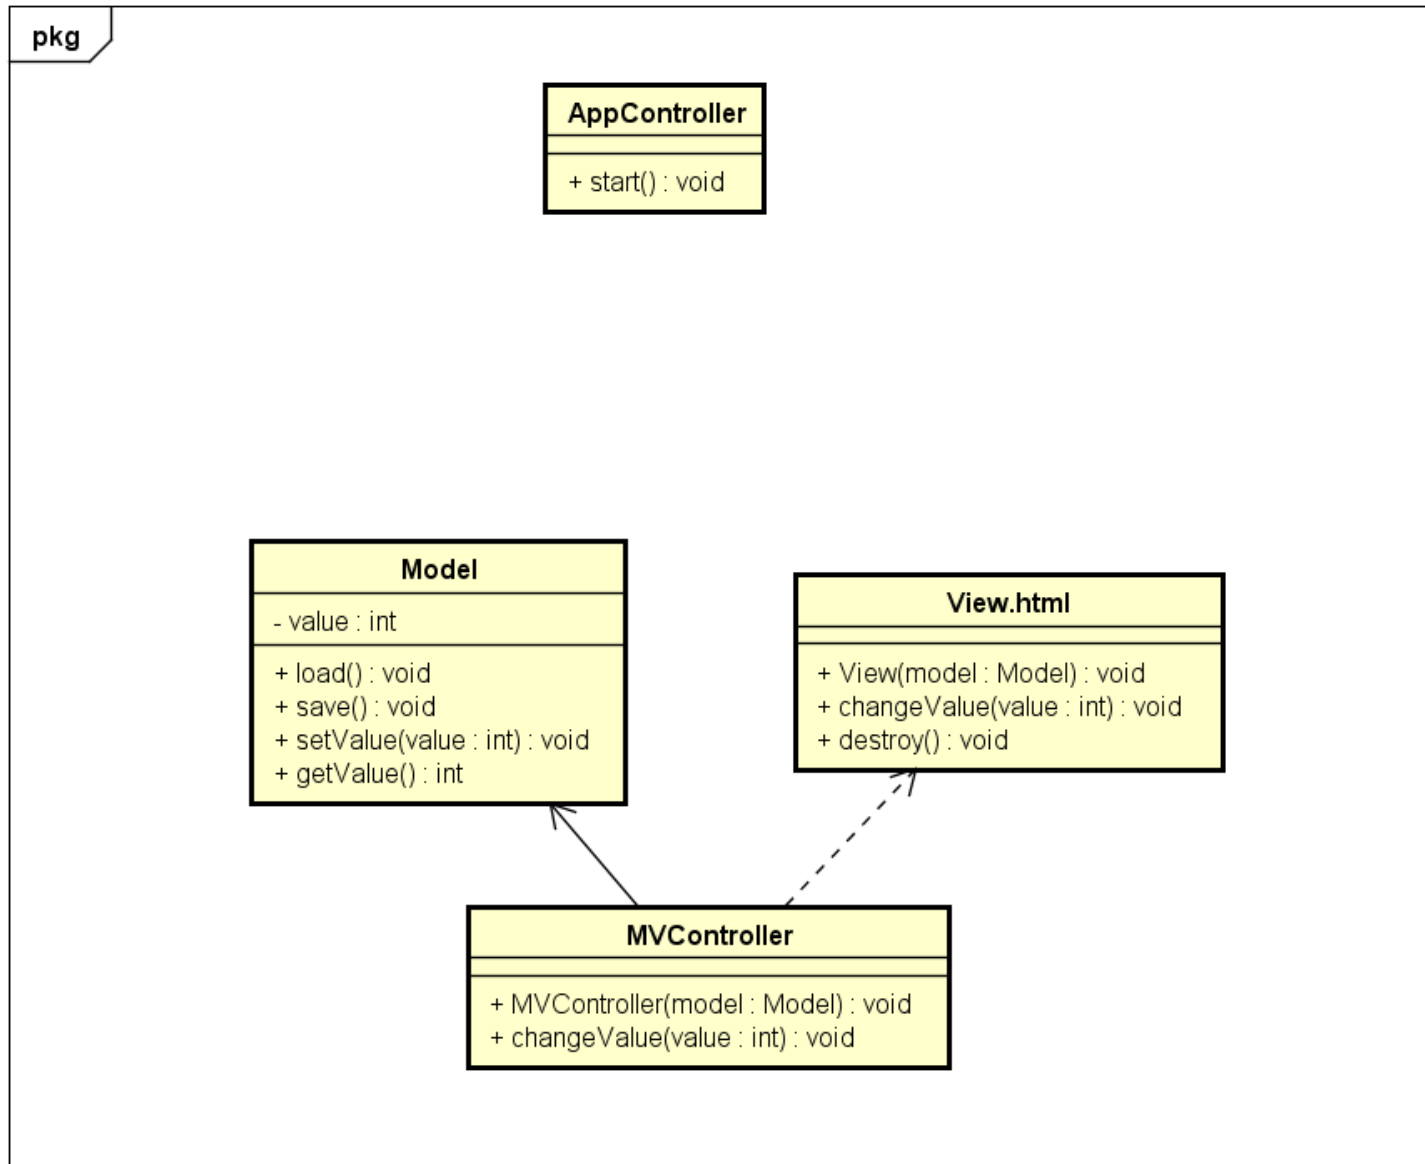 pkg
AppController
+ start() : void
Model
- value : int
+ load() : void
+ save() : void
+ setValue(value : int) : void
+ getValue() : int
View.html
+ View(model : Model) : void
+ changeValue(value : int) : void
+ destroy() : void
MVController
+ MVController(model : Model) : void
+ changeValue(value : int) : void